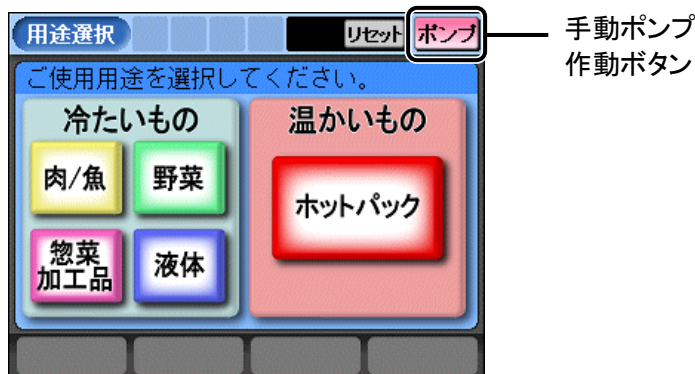 用途選択
リセット
ポンプ
手動ポンプ
作動ボタン
ご使用用途を選択してください。
冷たいもの
温かいもの
肉/魚
野菜
ホットパック
惣菜
加工品
液体